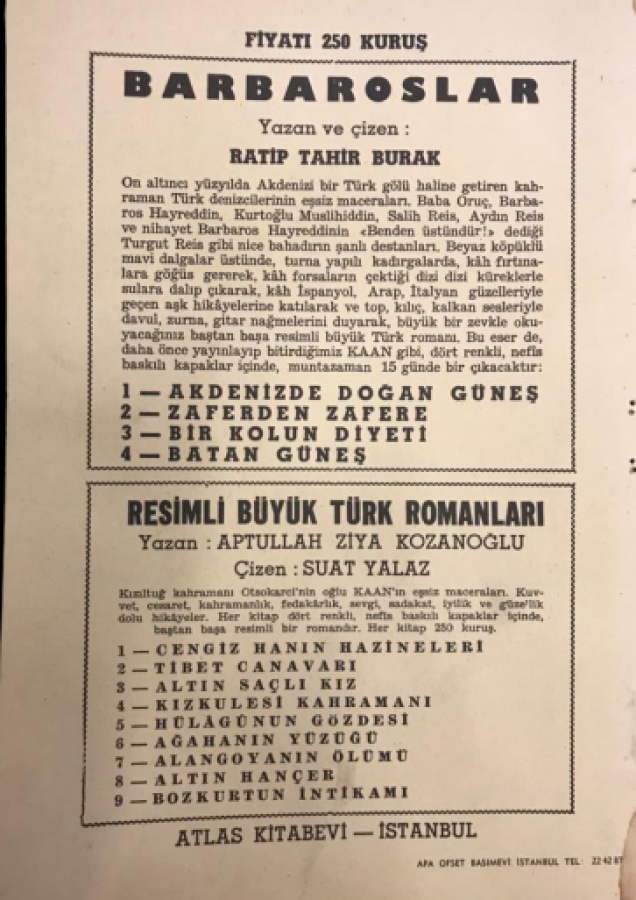 FİYATI 250 KURUŞ
BARBAROSLAR
Yazan ve çizen :
RATİP TAHİR BURAK
On altıncı yüzyılda Akdenizi bir Türk gölü haline getiren kah-
raman Türk denizcilerinin eşsiz maceraları. Baba Oruç, Barba-
ros Hayreddin, Kurtoğlu Muslihiddin, Salih Reis, Aydın Reis
ve nihayet Barbaros Hayreddinin «Benden üstündür!» dediği
Turgut Reis gibi nice bahadırın şanlı destanları. Beyaz köpüklü
mavi dalgalar üstünde, turna yapılı kadırgalarda, kâh fırtına-
lara göğüs gererek, kâh forsaların çektiği dizi dizi küreklerle
sulara dalıp çıkarak, kâh İspanyol, Arap, İtalyan güzelleriyle
geçen aşk hikâyelerine katılarak ve top, kılıç, kalkan sesleriyle
davul, zurna, gitar nağmelerini duyarak, büyük bir zevkle oku-
yacağınız baştan başa resimli büyük Türk romanı. Bu eser de,
daha önce yayınlayıp bitirdiğimiz KAAN gibi, dört renkli, nefis
baskılı kapaklar içinde, muntazaman 15 günde bir çıkacaktır:
1 — AKDENİZDE DOĞAN GÜNEŞ
2 — ZAFERDEN ZAFERE
3 — BİR KOLUN DİYETİ
4 — BATAN GÜNEŞ
RESİMLİ BÜYÜK TÜRK ROMANLARI
Yazan : APTULLAH ZİYA KOZANOĞLU
Çizen : SUAT YALAZ
Kızıltuğ kahramanı Otsokarci'nin oğlu KAAN'ın eşsiz maceraları. Kuv-
vet, cesaret, kahramanlık, fedakârlık, sevgi, sadakat, iyilik ve güze'lik
dolu hikâyeler. Her kitap dört renkli, nefis baskılı kapaklar içinde,
baştan başa resimli bir romandır. Her kitap 250 kuruş.
1 — CENGİZ HANIN HAZİNELERİ
2 — TİBET CANAVARI
3 — ALTIN SAÇLI KIZ
4 — KIZKULESİ KAHRAMANI
5 — HÜLÂGÜNUN GÖZDESİ
6 — AĞAHANIN YÜZÜĞÜ
7 — ALANGOYANIN ÖLÜMÜ
8 — ALTIN HANÇER
9 — BOZKURTUN İNTİKAMI
ATLAS KİTABEVİ — İSTANBUL
APA OFSET BASIMEVİ İSTANBUL TEL: 22 42 87